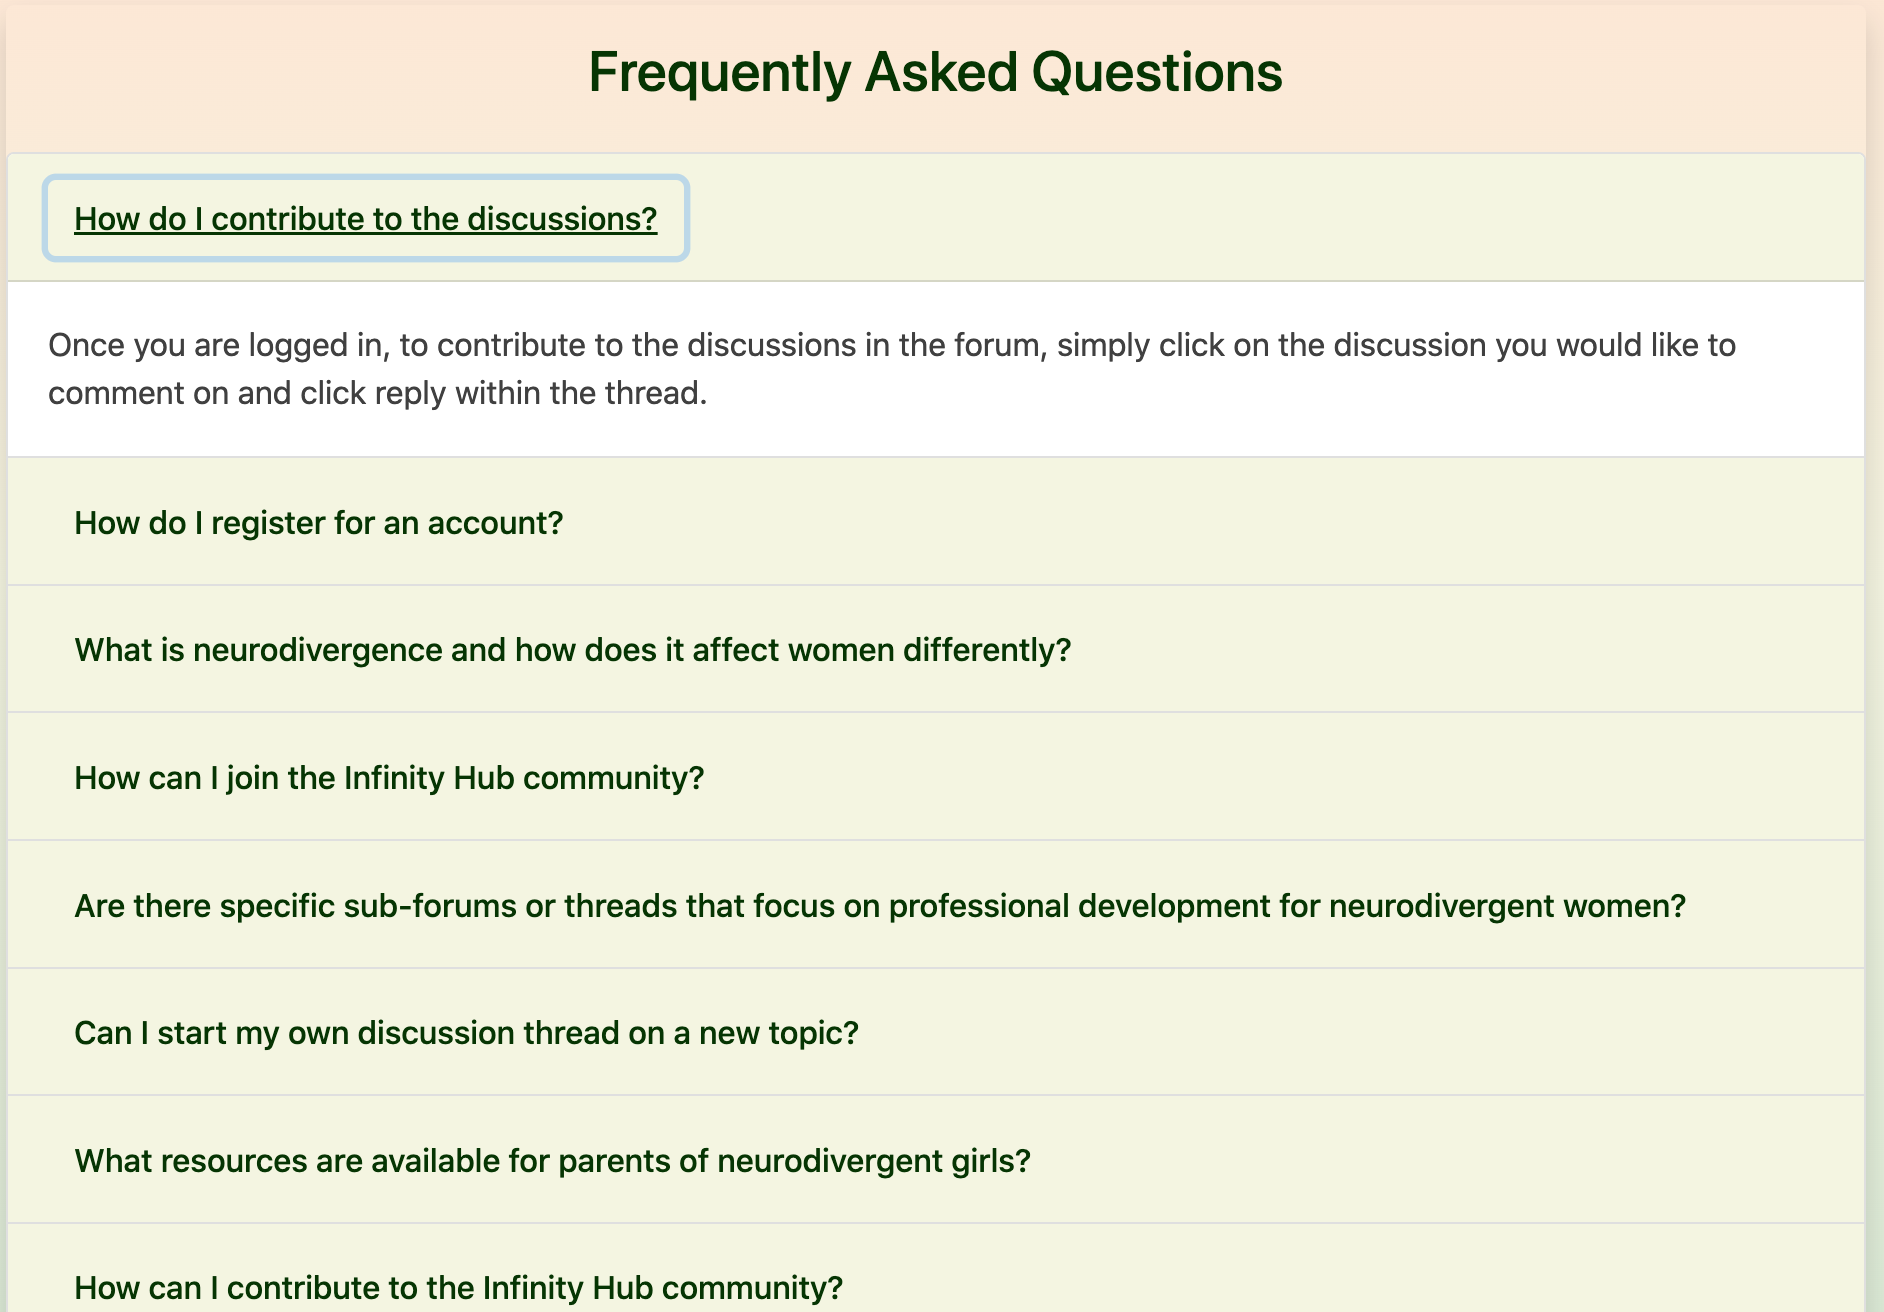 Frequently Asked Questions
How do I contribute to the discussions?
Once you are logged in, to contribute to the discussions in the forum, simply click on the discussion you would like to
comment on and click reply within the thread.
How do I register for an account?
What is neurodivergence and how does it affect women differently?
How can I join the Infinity Hub community?
Are there specific sub-forums or threads that focus on professional development for neurodivergent women?
Can I start my own discussion thread on a new topic?
What resources are available for parents of neurodivergent girls?
How can I contribute to the Infinity Hub community?